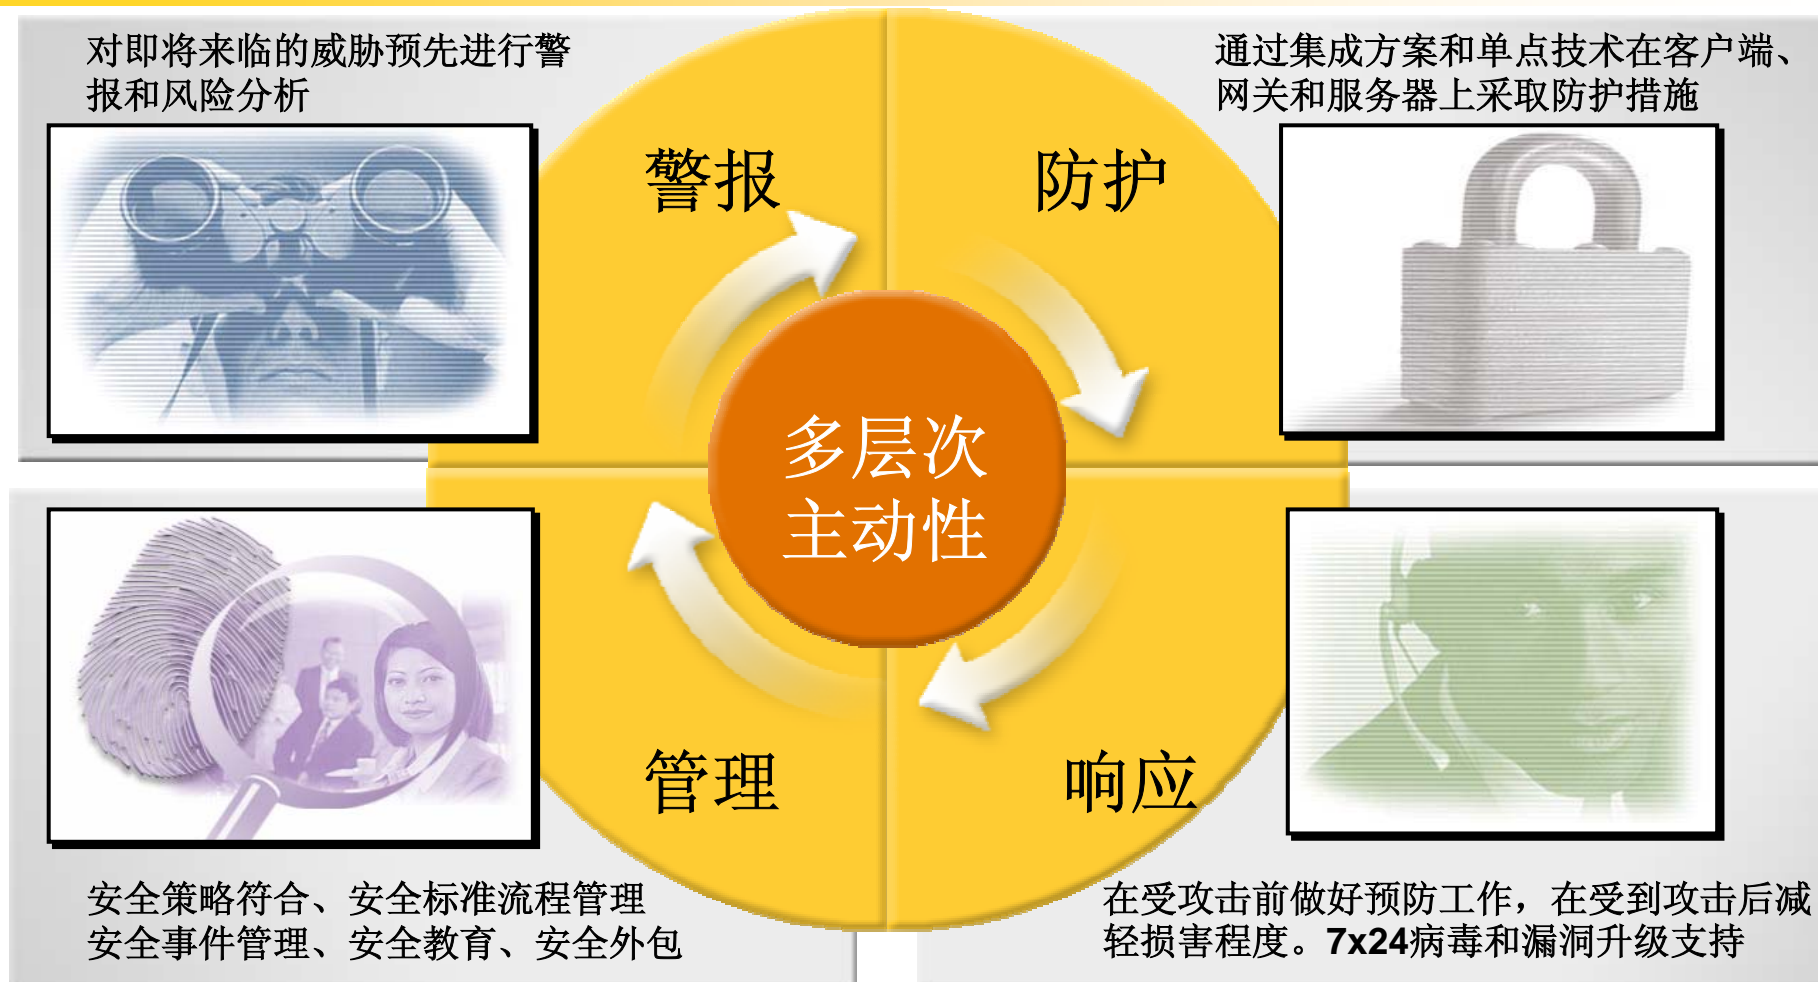 对即将来临的威胁预先进行警
报和风险分析
通过集成方案和单点技术在客户端、
网关和服务器上采取防护措施
警报
防护
多层次
主动性
管理
响应
安全策略符合、安全标准流程管理
安全事件管理、安全教育、安全外包
在受攻击前做好预防工作，在受到攻击后减
轻损害程度。7x24病毒和漏洞升级支持